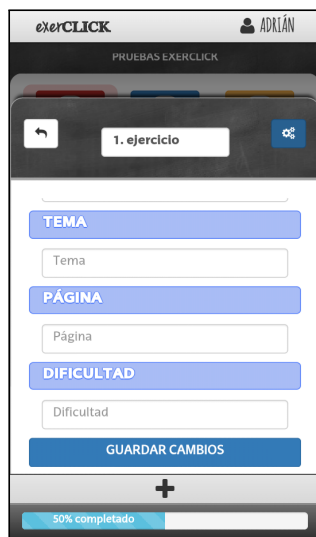 exerCLICK
ADRIÁN
PRUEBAS EXERCLICK
1. ejercicio
TEMA
Tema
PÁGINA
Página
DIFICULTAD
Dificultad
GUARDAR CAMBIOS
50% completado